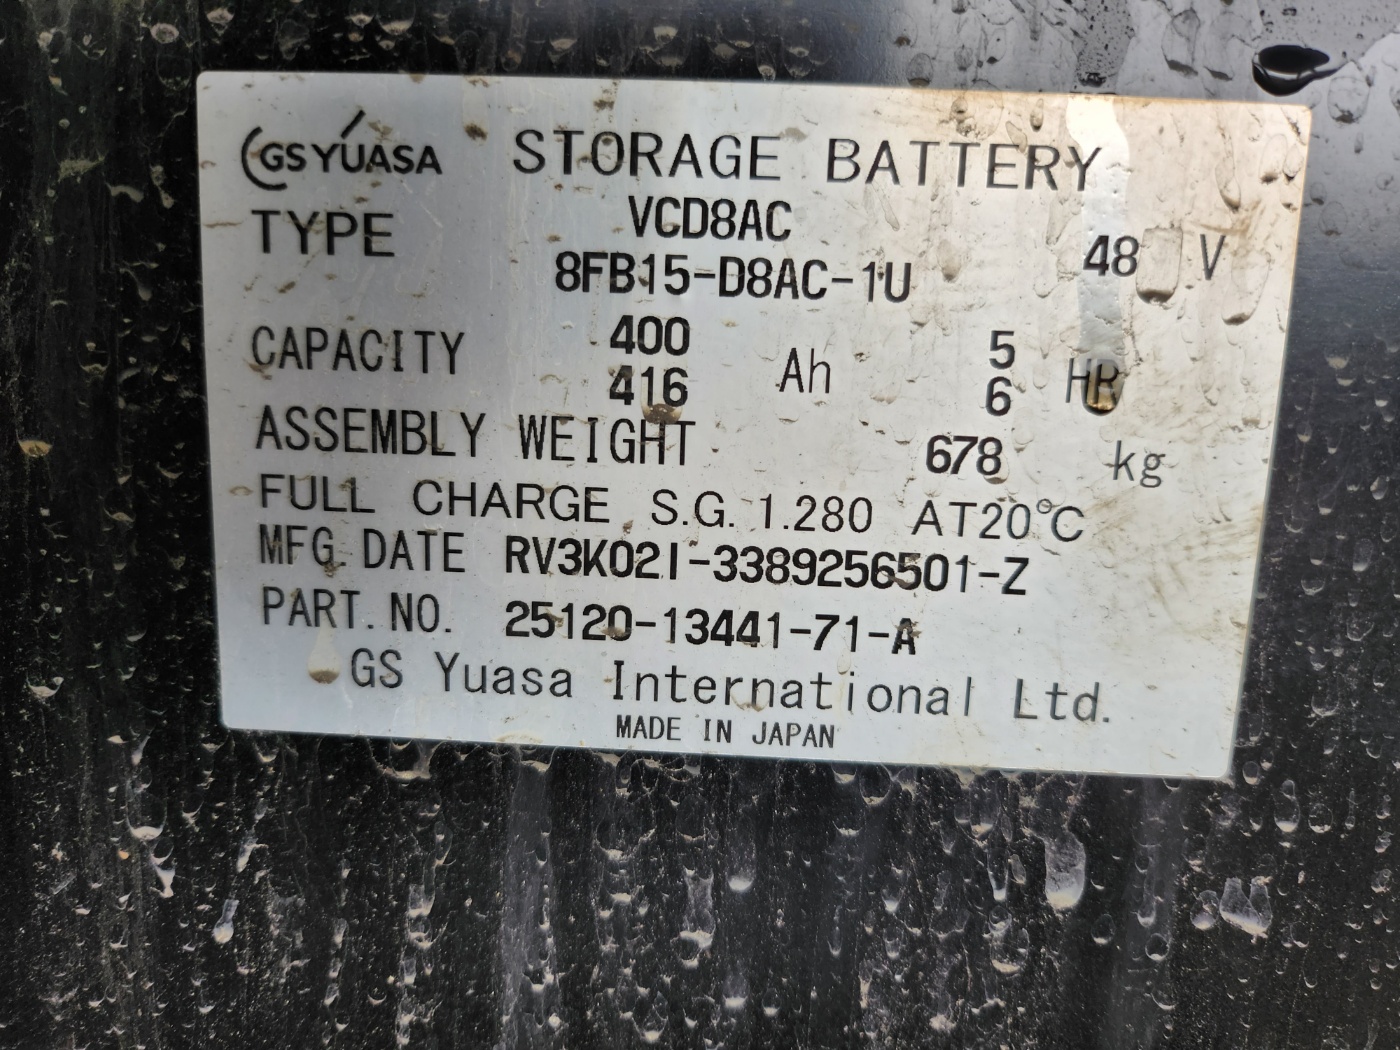 GS YUASA STORAGE BATTERY
TYPE VCD8AC 48 V
8FB15-D8AC-1U
CAPACITY 400 Ah 5 HR
416 6
ASSEMBLY WEIGHT 678 kg
FULL CHARGE S.G. 1.280 AT20℃
MFG.DATE RV3K02I-3389256501-Z
PART.NO. 25120-13441-71-A
GS Yuasa International Ltd.
MADE IN JAPAN